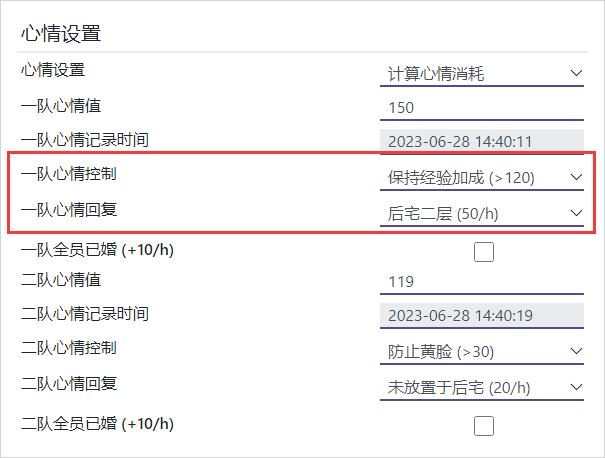 心情设置
心情设置 计算心情消耗
一队心情值 150
一队心情记录时间 2023-06-28 14:40:11
一队心情控制 保持经验加成 (>120)
一队心情回复 后宅二层 (50/h)
一队全员已婚 (+10/h)
二队心情值 119
二队心情记录时间 2023-06-28 14:40:19
二队心情控制 防止黄脸 (>30)
二队心情回复 未放置于后宅 (20/h)
二队全员已婚 (+10/h)